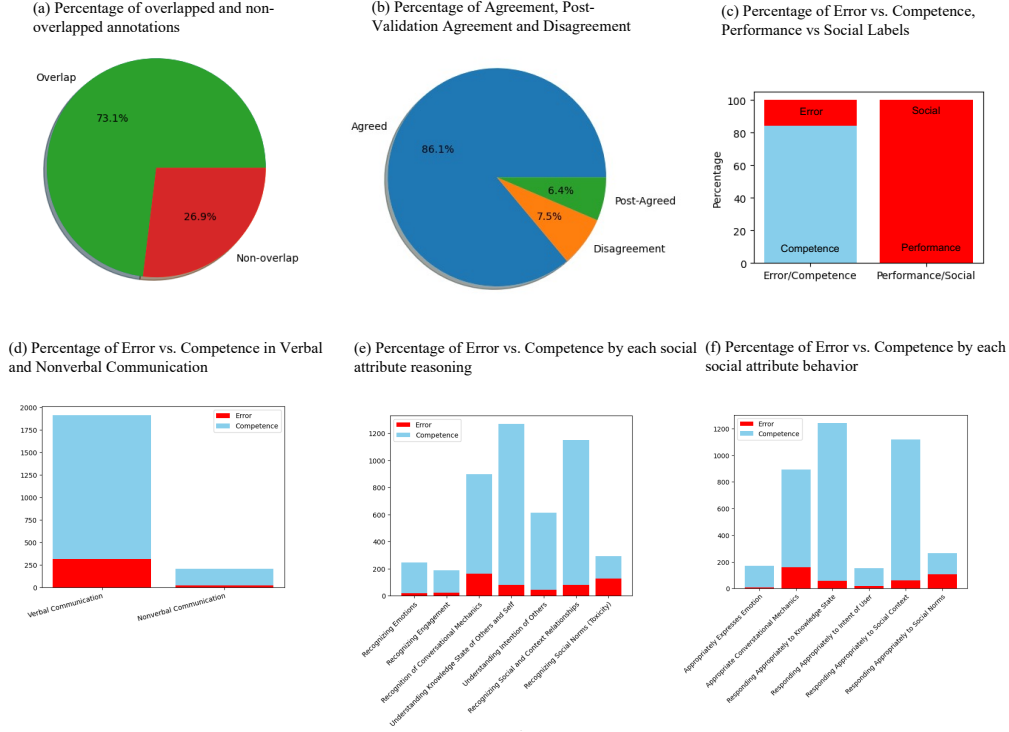 (a) Percentage of overlapped and non-
overlapped annotations
Overlap
73.1%
26.9%
Non-overlap
(b) Percentage of Agreement, Post-
Validation Agreement and Disagreement
Agreed
86.1%
6.4%
Post-Agreed
7.5%
Disagreement
(c) Percentage of Error vs. Competence,
Performance vs Social Labels
Percentage
100
80
60
40
20
0
Error
Social
Competence
Performance
Error/Competence
Performance/Social
(d) Percentage of Error vs. Competence in Verbal
and Nonverbal Communication
2000
1750
1500
1250
1000
750
500
250
0
Error
Competence
Verbal Communication
Nonverbal Communication
(e) Percentage of Error vs. Competence by each social
attribute reasoning
1200
1000
800
600
400
200
0
Error
Competence
Recognizing Emotions
Recognizing Engagement
Recognition of Conversational Mechanics
Understanding Knowledge State of Others and Self
Understanding Intention of Others
Recognizing Social and Context Relationships
Recognizing Social Norms (Toxicity)
(f) Percentage of Error vs. Competence by each
social attribute behavior
1200
1000
800
600
400
200
0
Error
Competence
Appropriately Expresses Emotion
Appropriate Converstational Mechanics
Responding Appropriately to Knowledge State
Responding Appropriately to Intent of User
Responding Appropriately to Social Context
Responding Appropriately to Social Norms